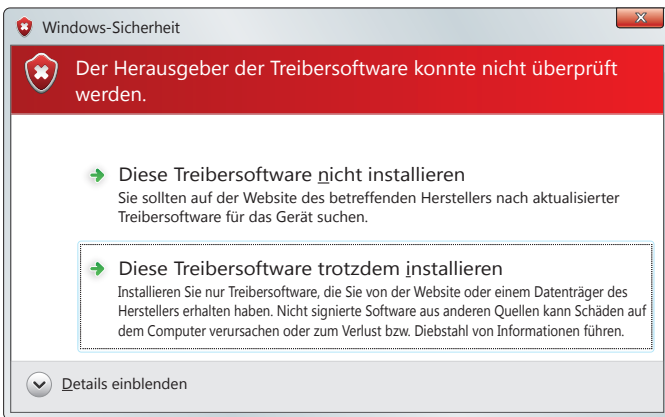 Windows-Sicherheit
Der Herausgeber der Treibersoftware konnte nicht überprüft
werden.
Diese Treibersoftware nicht installieren
Sie sollten auf der Website des betreffenden Herstellers nach aktualisierter
Treibersoftware für das Gerät suchen.
Diese Treibersoftware trotzdem installieren
Installieren Sie nur Treibersoftware, die Sie von der Website oder einem Datenträger des
Herstellers erhalten haben. Nicht signierte Software aus anderen Quellen kann Schäden auf
dem Computer verursachen oder zum Verlust bzw. Diebstahl von Informationen führen.
Details einblenden